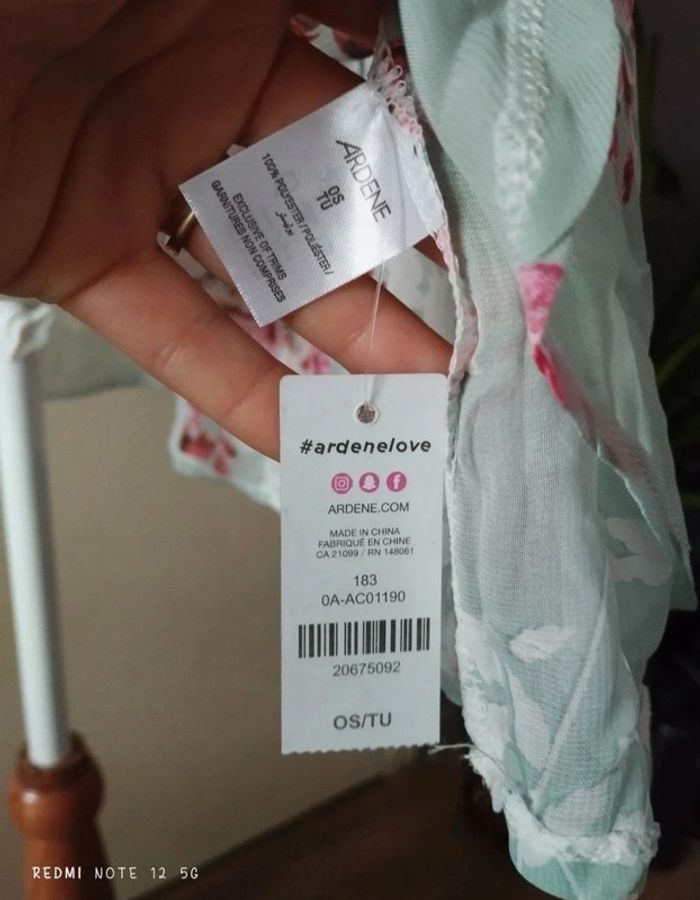 ARDENE
OS
TU
100% POLYESTER / POLIÉSTER /
بوليستر
EXCLUSIVE OF TRIMS
GARNITURES NON COMPRISES
#ardenelove
ARDENE.COM
MADE IN CHINA
FABRIQUÉ EN CHINE
CA 21099 / RN 148061
183
0A-AC01190
20675092
OS/TU
REDMI NOTE 12 5G